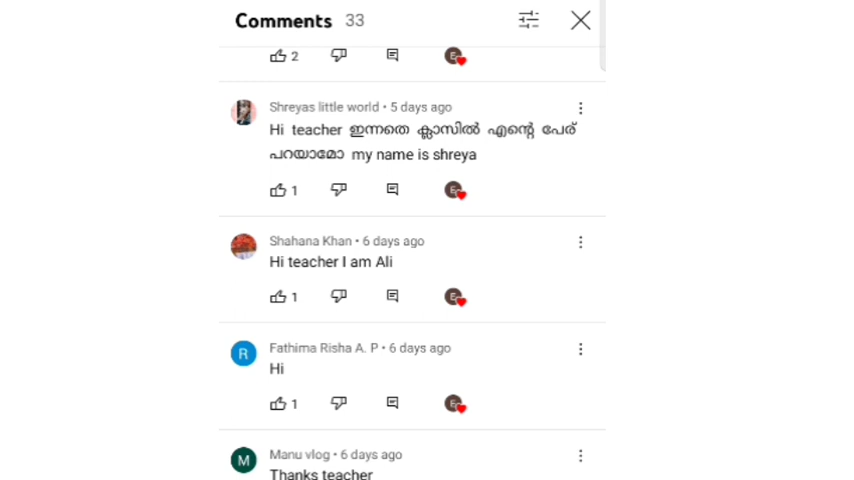 Comments 33
2
E
Shreyas little world • 5 days ago
Hi teacher ഇന്നതെ ക്ലാസിൽ എന്റെ പേര്
പറയാമോ my name is shreya
1
E
Shahana Khan • 6 days ago
Hi teacher I am Ali
1
E
R
Fathima Risha A. P • 6 days ago
Hi
1
E
M
Manu vlog • 6 days ago
Thanks teacher